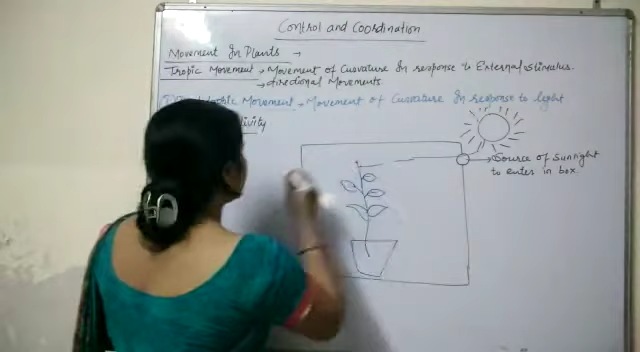 Control and Coordination
Movement In Plants →
Tropic Movement → Movement of Curvature In response to External stimulus.
→ directional Movements.
Movement → Movement of Curvature In response to light
Source of sunlight
to enter in box.